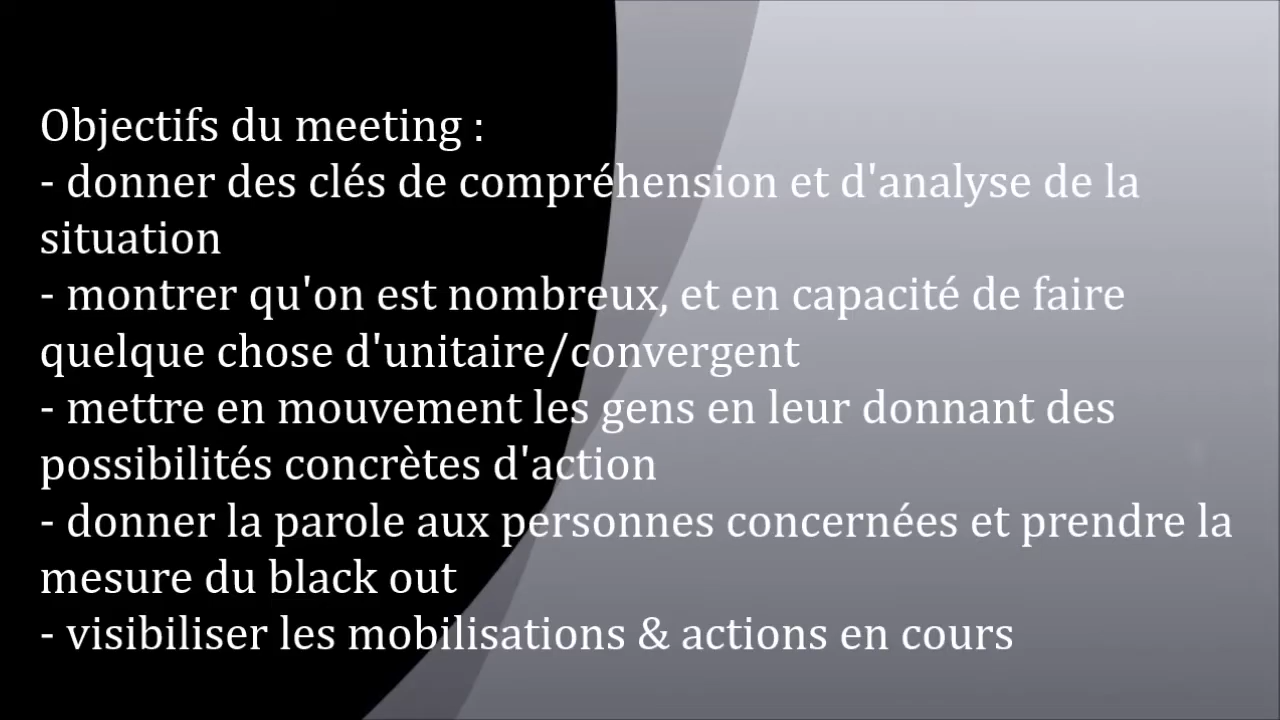 Objectifs du meeting :
- donner des clés de compréhension et d'analyse de la
situation
- montrer qu'on est nombreux, et en capacité de faire
quelque chose d'unitaire/convergent
- mettre en mouvement les gens en leur donnant des
possibilités concrètes d'action
- donner la parole aux personnes concernées et prendre la
mesure du black out
- visibiliser les mobilisations & actions en cours